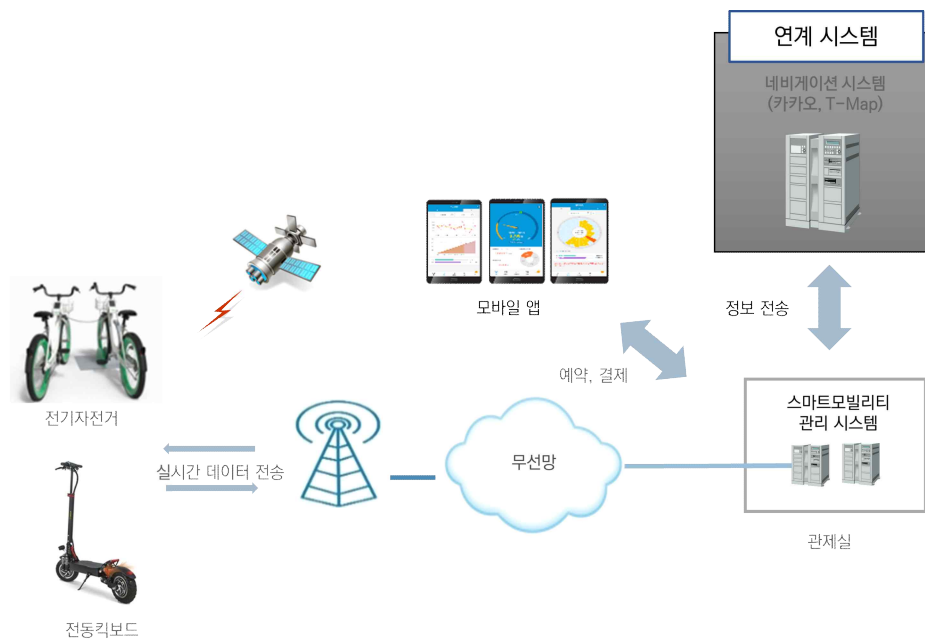 연계 시스템
네비게이션 시스템
(카카오, T-Map)
모바일 앱
정보 전송
예약, 결제
전기자전거
스마트모빌리티
관리 시스템
무선망
실시간 데이터 전송
관제실
전동킥보드